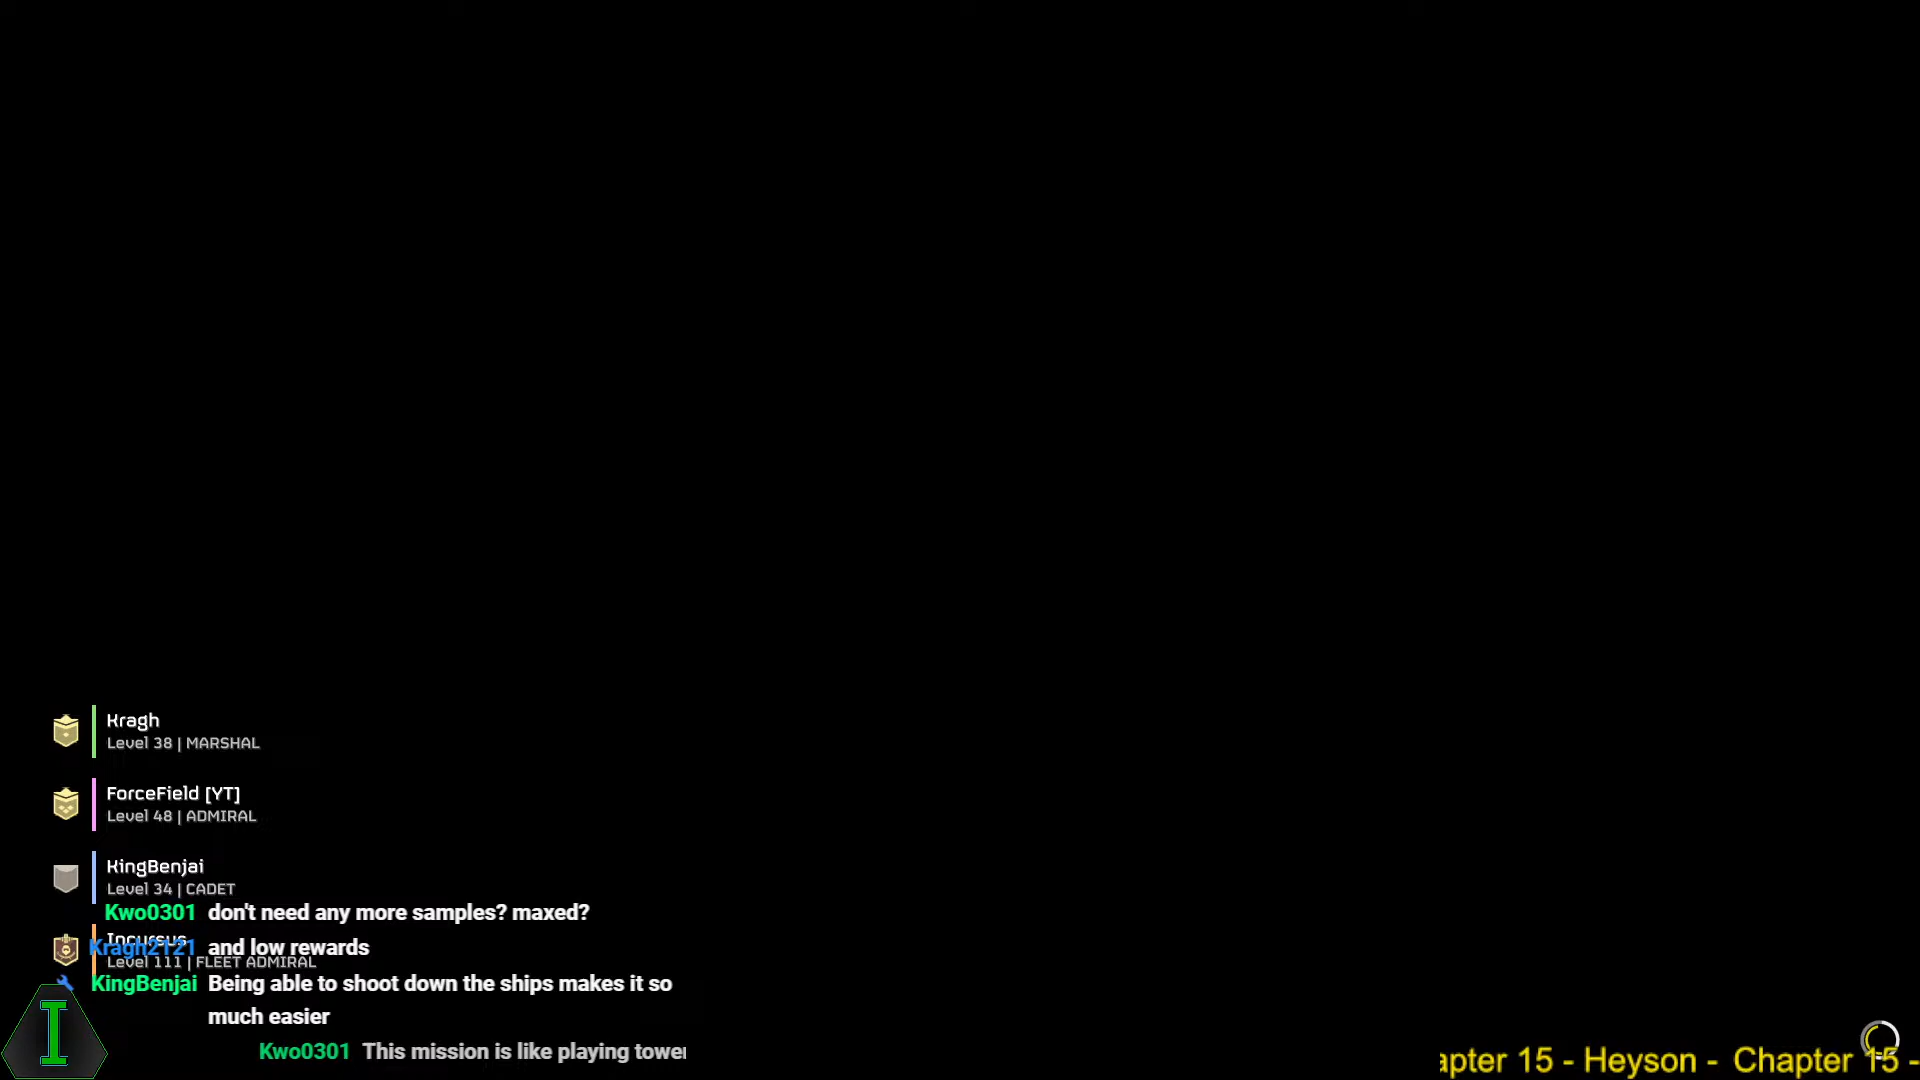 Kragh
Level 38 | MARSHAL
ForceField [YT]
Level 48 | ADMIRAL
KingBenjai
Level 34 | CADET
Kwo0301 don't need any more samples? maxed?
Incursus
Kragh2121 and low rewards
Level 111 | FLEET ADMIRAL
KingBenjai Being able to shoot down the ships makes it so
much easier
Kwo0301 This mission is like playing tower
I
apter 15 - Heyson - Chapter 15 -